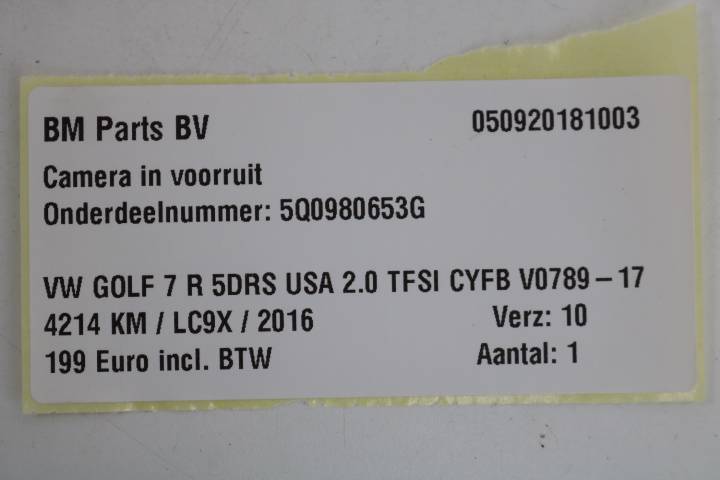 BM Parts BV 050920181003
Camera in voorruit
Onderdeelnummer: 5Q0980653G
VW GOLF 7 R 5DRS USA 2.0 TFSI CYFB V0789-17
4214 KM / LC9X / 2016 Verz: 10
199 Euro incl. BTW Aantal: 1